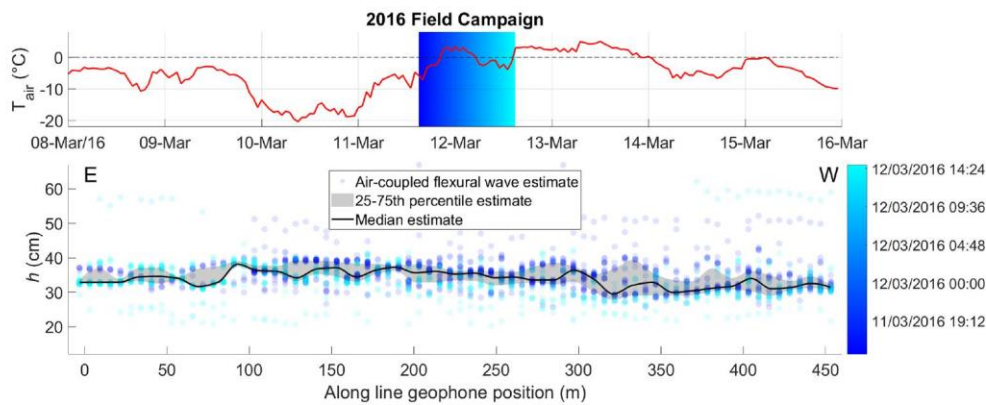 2016 Field Campaign
T_air (°C)
0
-10
-20
08-Mar/16 09-Mar 10-Mar 11-Mar 12-Mar 13-Mar 14-Mar 15-Mar 16-Mar
E
W
Air-coupled flexural wave estimate
25-75th percentile estimate
Median estimate
h (cm)
60
50
40
30
20
0 50 100 150 200 250 300 350 400 450
Along line geophone position (m)
12/03/2016 14:24
12/03/2016 09:36
12/03/2016 04:48
12/03/2016 00:00
11/03/2016 19:12